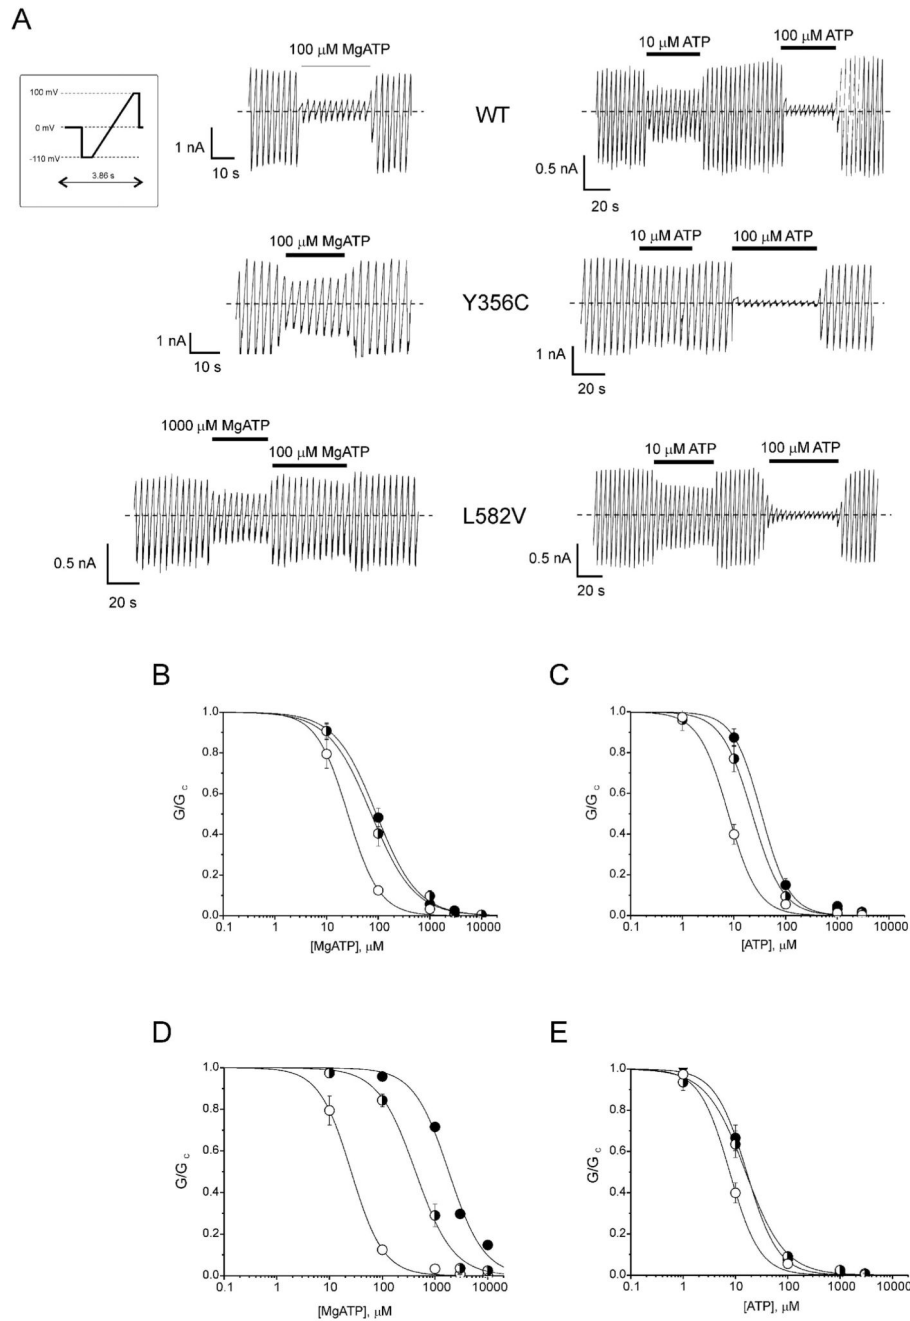 A
100 mV
0 mV
-110 mV
3.86 s
100 μM MgATP
1 nA
10 s
WT
10 μM ATP
100 μM ATP
0.5 nA
20 s
100 μM MgATP
1 nA
10 s
Y356C
10 μM ATP
100 μM ATP
1 nA
20 s
1000 μM MgATP
100 μM MgATP
0.5 nA
20 s
L582V
10 μM ATP
100 μM ATP
0.5 nA
20 s
B
1.0
0.8
0.6
0.4
0.2
0.0
G/G c
0.1 1 10 100 1000 10000
[MgATP], μM
C
1.0
0.8
0.6
0.4
0.2
0.0
G/G c
0.1 1 10 100 1000 10000
[ATP], μM
D
1.0
0.8
0.6
0.4
0.2
0.0
G/G c
0.1 1 10 100 1000 10000
[MgATP], μM
E
1.0
0.8
0.6
0.4
0.2
0.0
G/G c
0.1 1 10 100 1000 10000
[ATP], μM